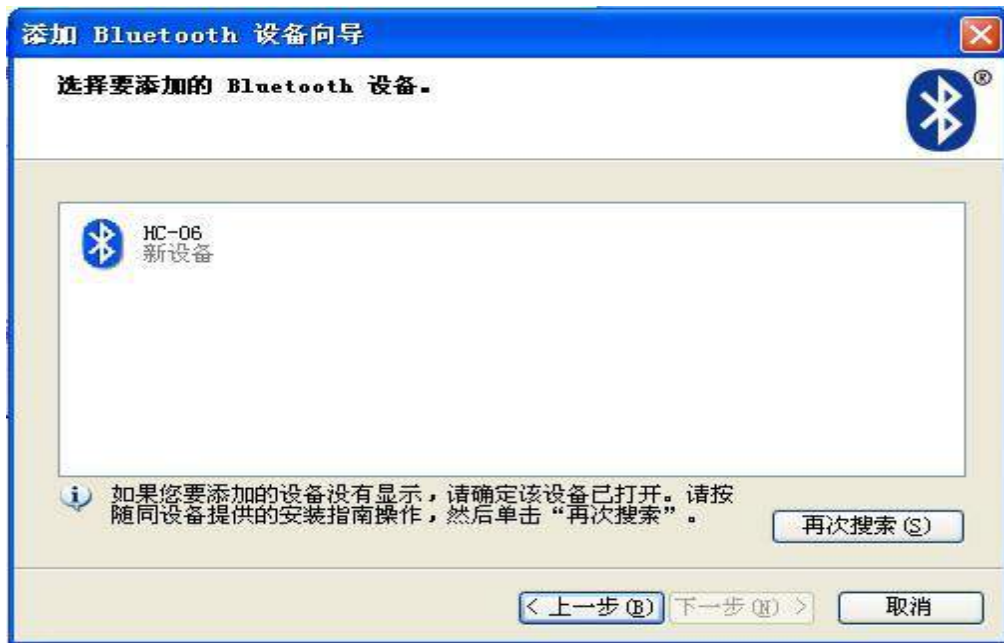 添加 Bluetooth 设备向导
选择要添加的 Bluetooth 设备。
®
HC-06
新设备
如果您要添加的设备没有显示，请确定该设备已打开。请按
随同设备提供的安装指南操作，然后单击“再次搜索”。
再次搜索(S)
< 上一步(B)
下一步(N) >
取消